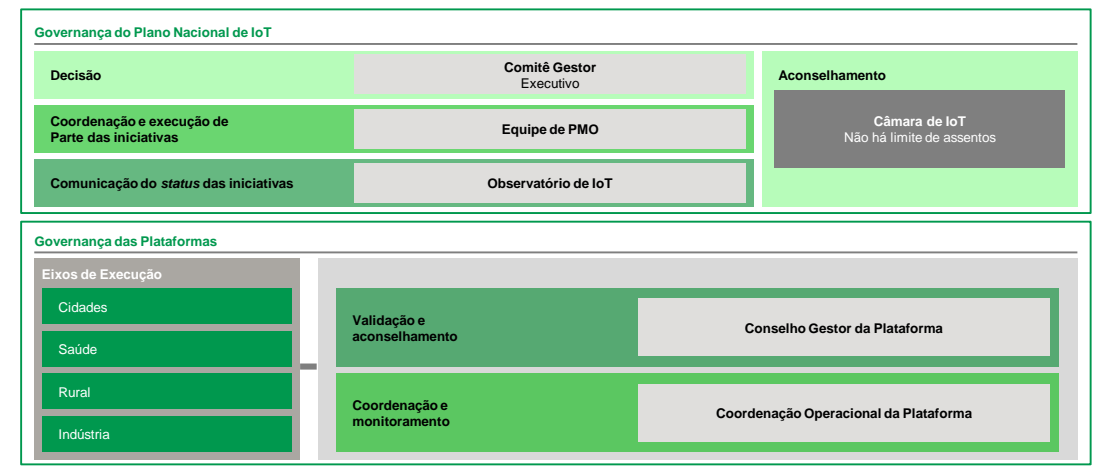 Governança do Plano Nacional de IoT
Decisão
Comitê Gestor
Executivo
Coordenação e execução de
Parte das iniciativas
Equipe de PMO
Comunicação do status das iniciativas
Observatório de IoT
Aconselhamento
Câmara de IoT
Não há limite de assentos
Governança das Plataformas
Eixos de Execução
Cidades
Saúde
Rural
Indústria
Validação e
aconselhamento
Conselho Gestor da Plataforma
Coordenação e
monitoramento
Coordenação Operacional da Plataforma